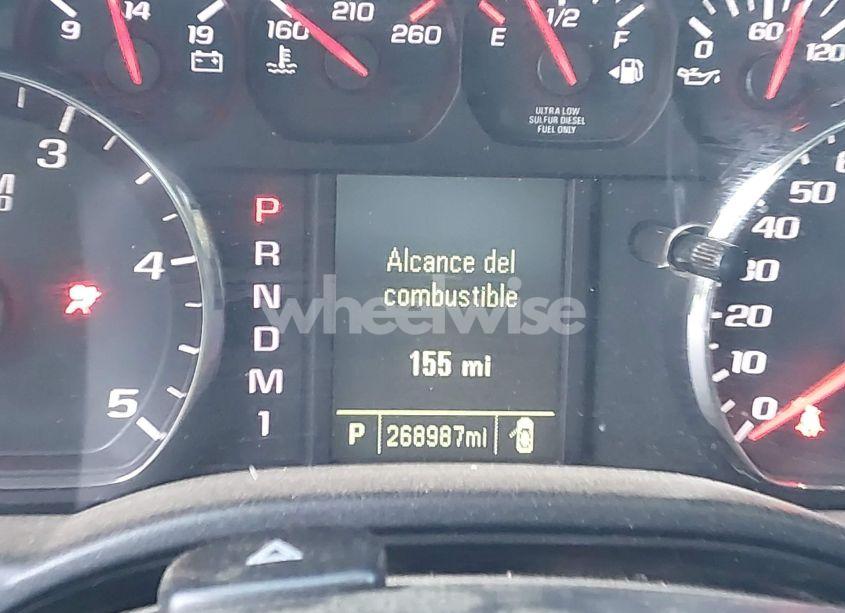 9 14 19
160 210 260
E 1/2 F
0 60 120
ULTRA LOW
SULFUR DIESEL
FUEL ONLY
3
4
5
P
R
N
D
M
1
Alcance del
combustible
wheelwise
155 mi
P 268987mi
50
40
30
20
10
0